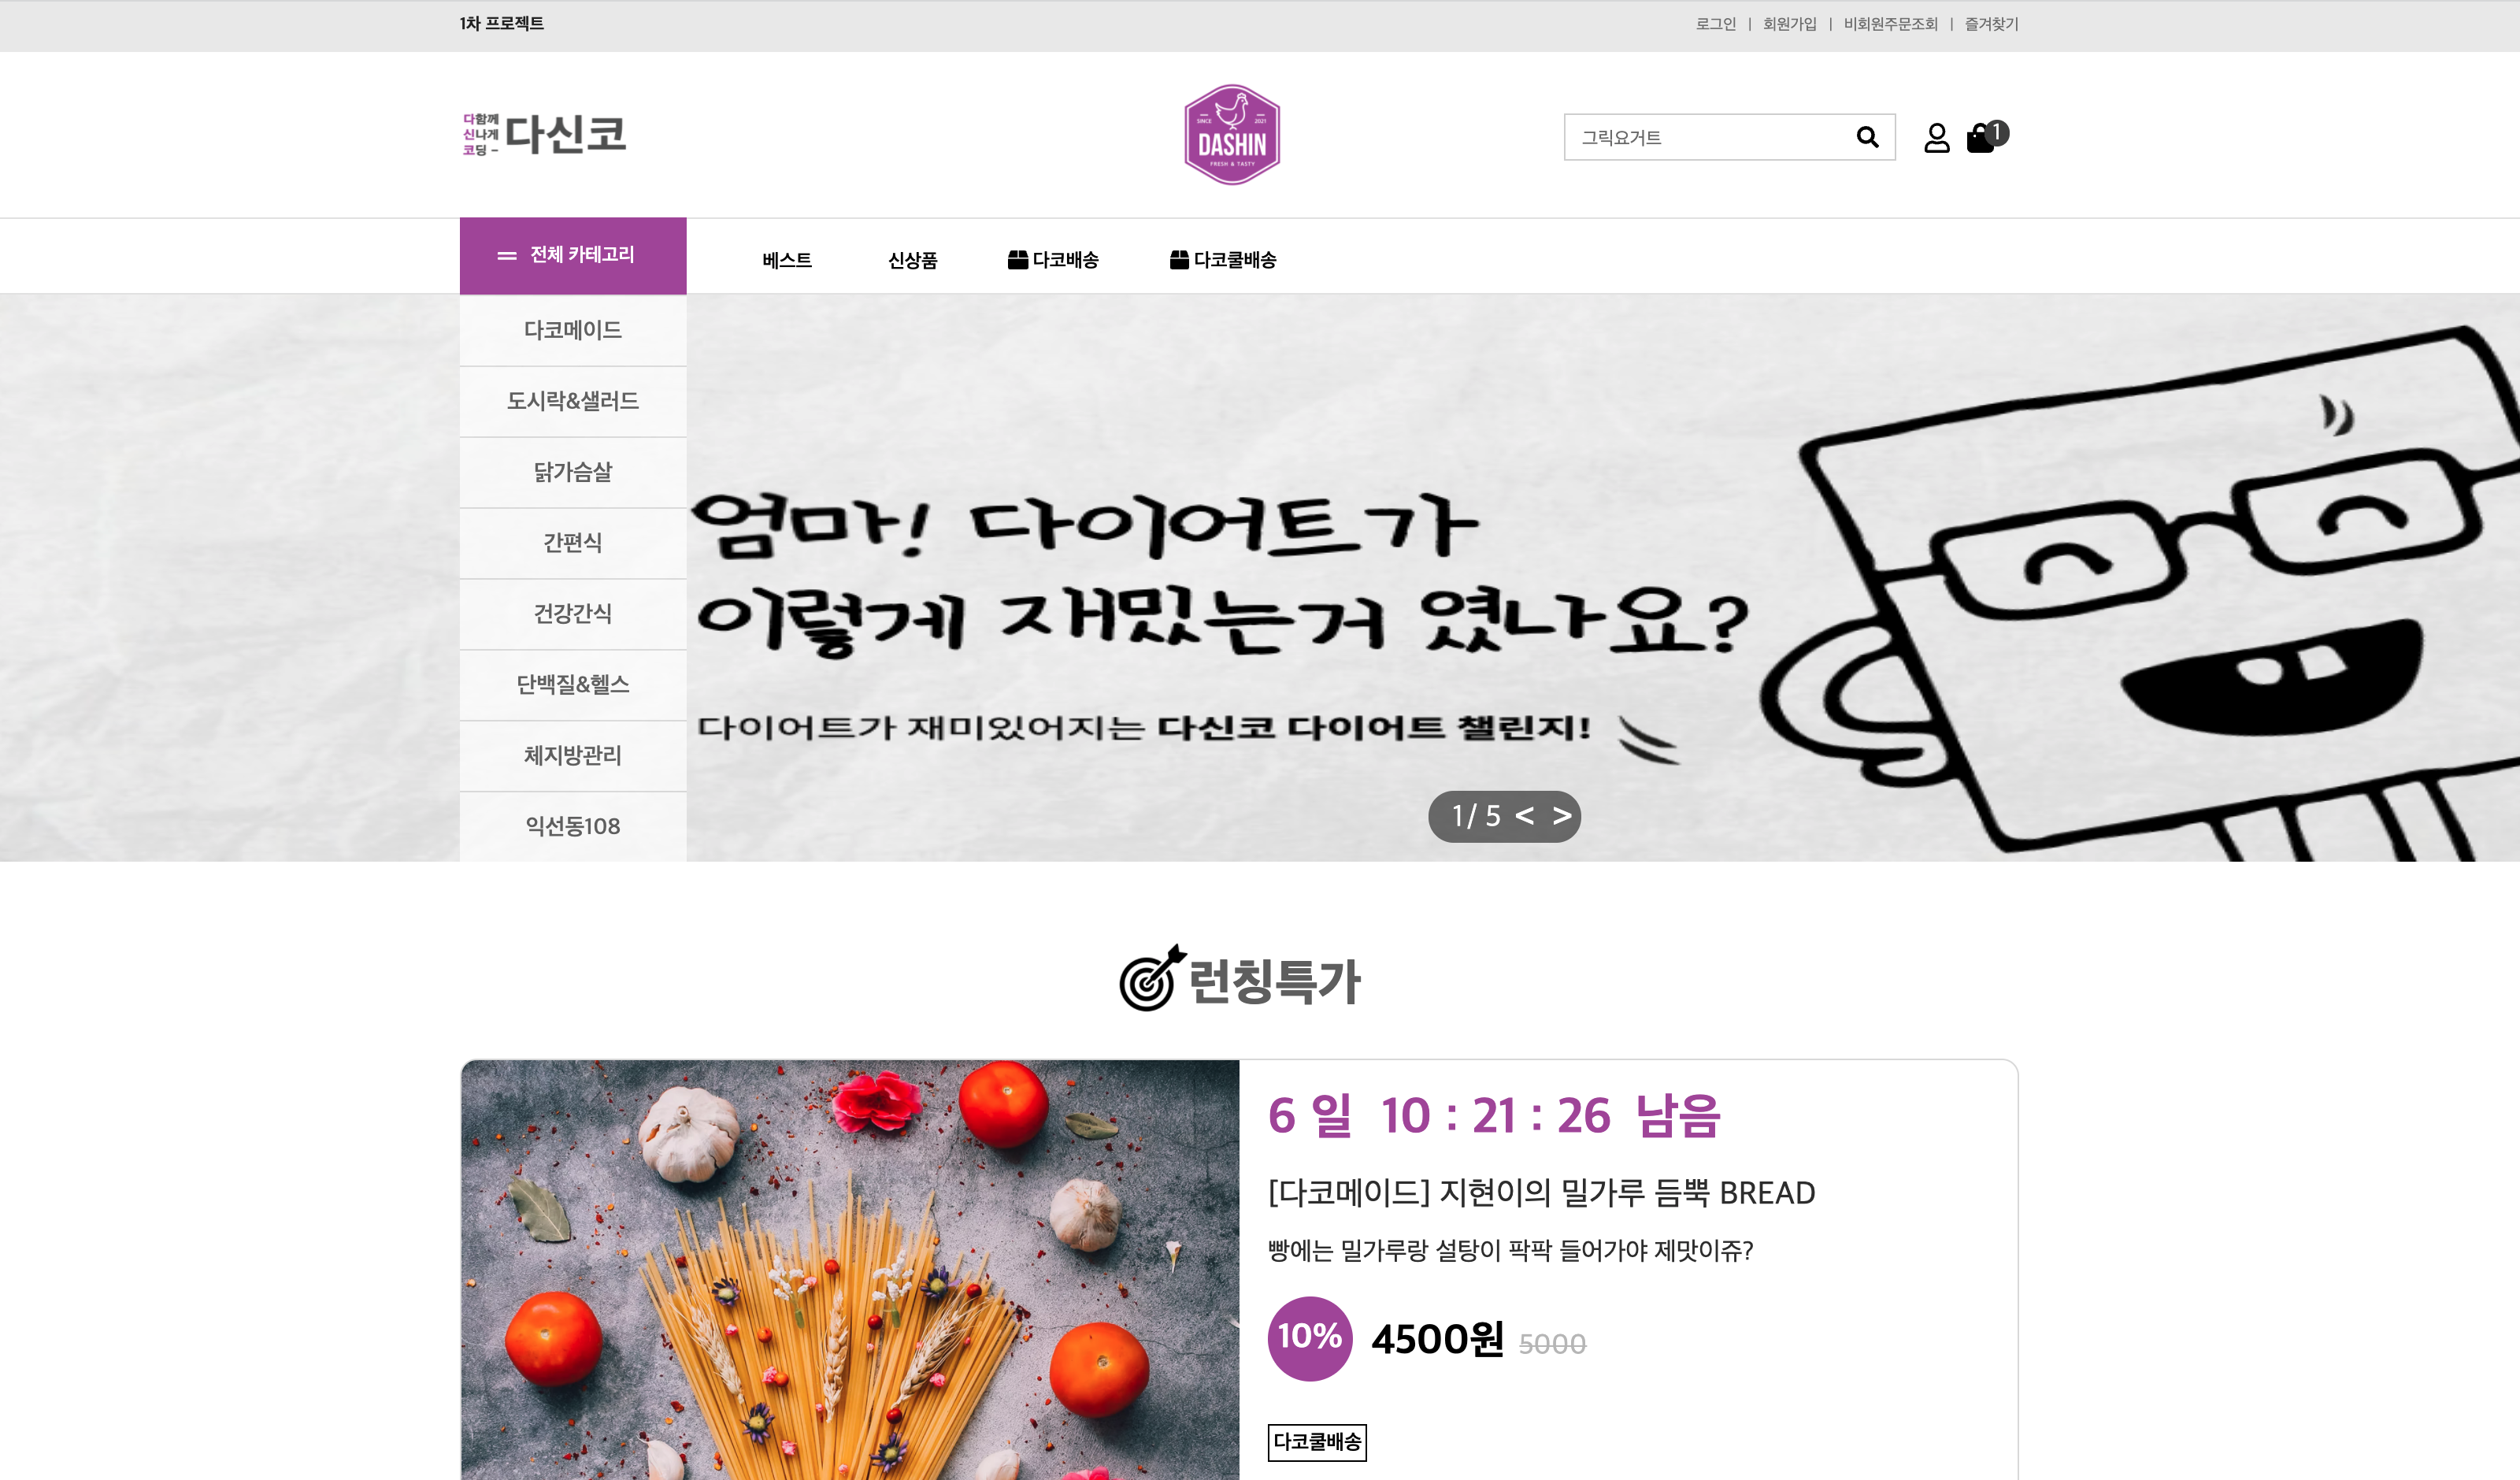 1차 프로젝트
로그인 | 회원가입 | 비회원주문조회 | 즐겨찾기
다함께
신나게
코딩 –
다신코
SINCE 2021
DASHIN
FRESH & TASTY
그릭요거트
1
전체 카테고리
베스트
신상품
다코배송
다코쿨배송
다코메이드
도시락&샐러드
닭가슴살
간편식
건강간식
단백질&헬스
체지방관리
익선동108
엄마! 다이어트가
이렇게 재밌는거 였나요?
다이어트가 재미있어지는 다신코 다이어트 챌린지!
1/ 5 < >
런칭특가
6 일 10 : 21 : 26 남음
[다코메이드] 지현이의 밀가루 듬뿍 BREAD
빵에는 밀가루랑 설탕이 팍팍 들어가야 제맛이쥬?
10% 4500원 5000
다코쿨배송